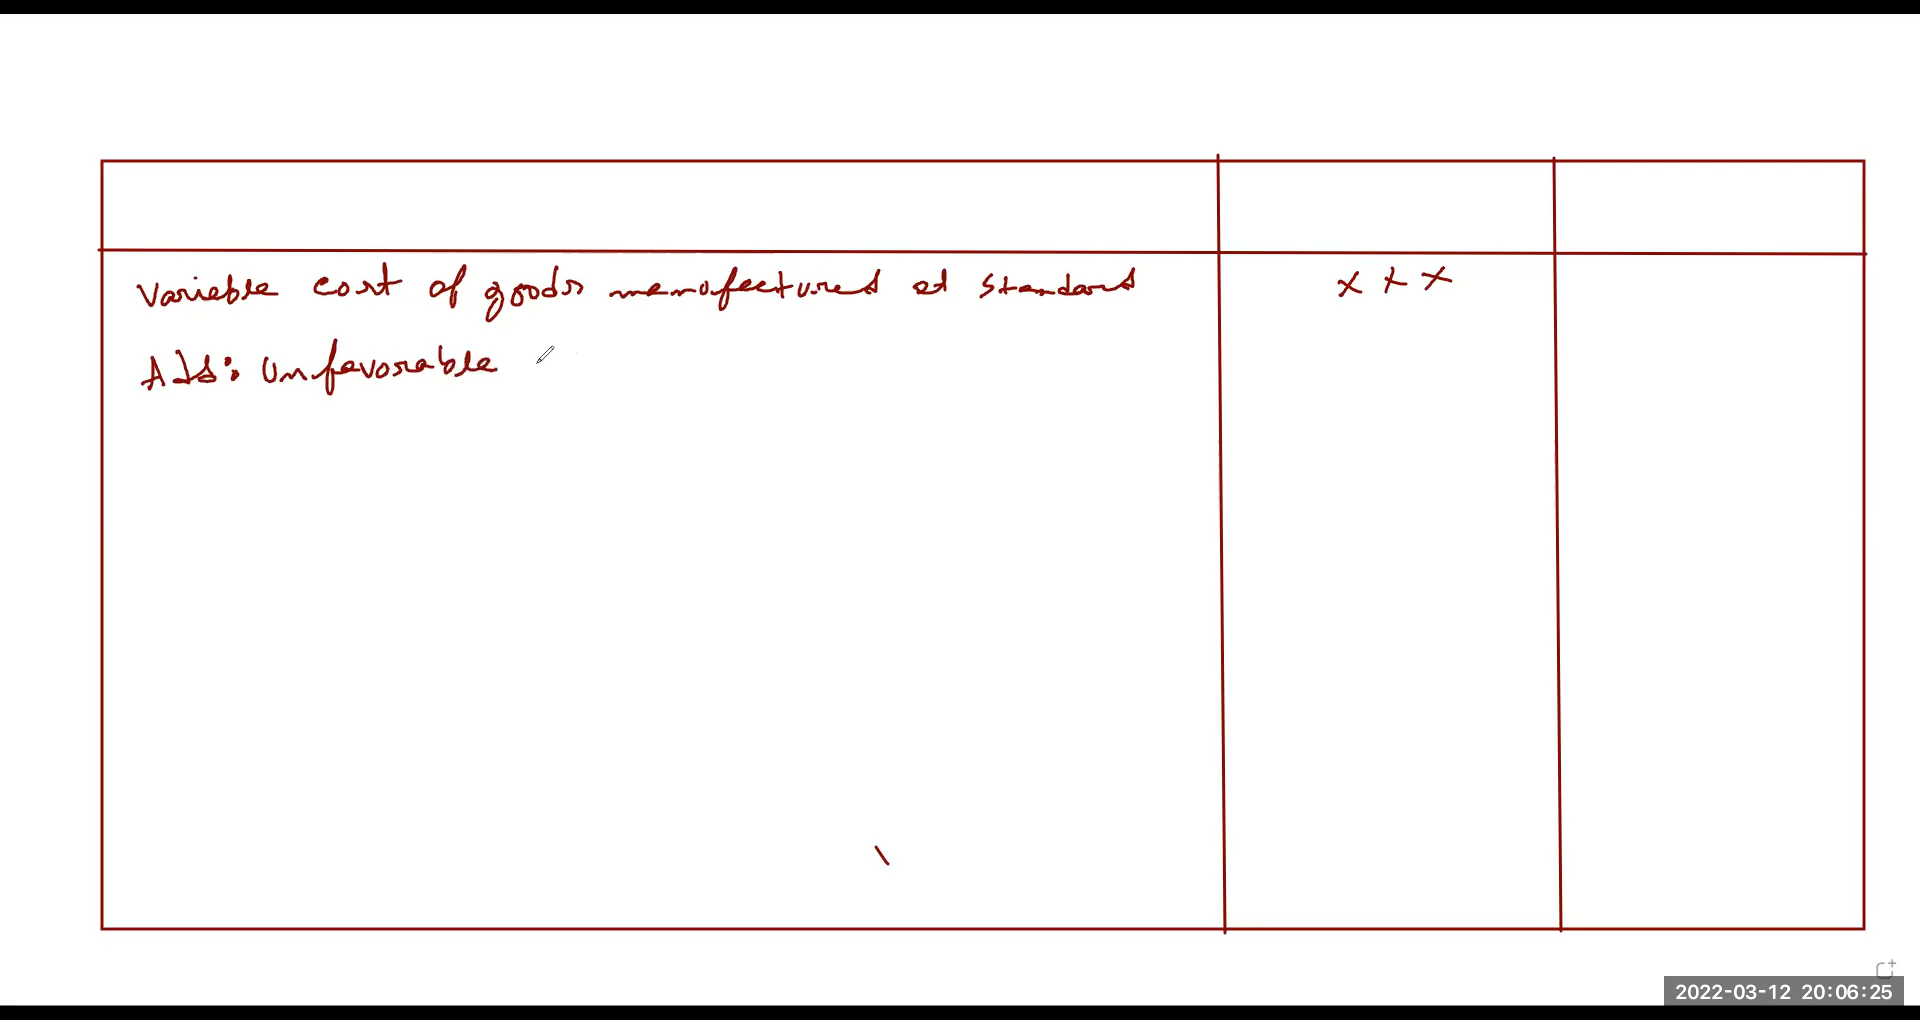 Variable cost of goods manufactured at standard x x x
Add: Unfavorable
2022-03-12 20:06:25